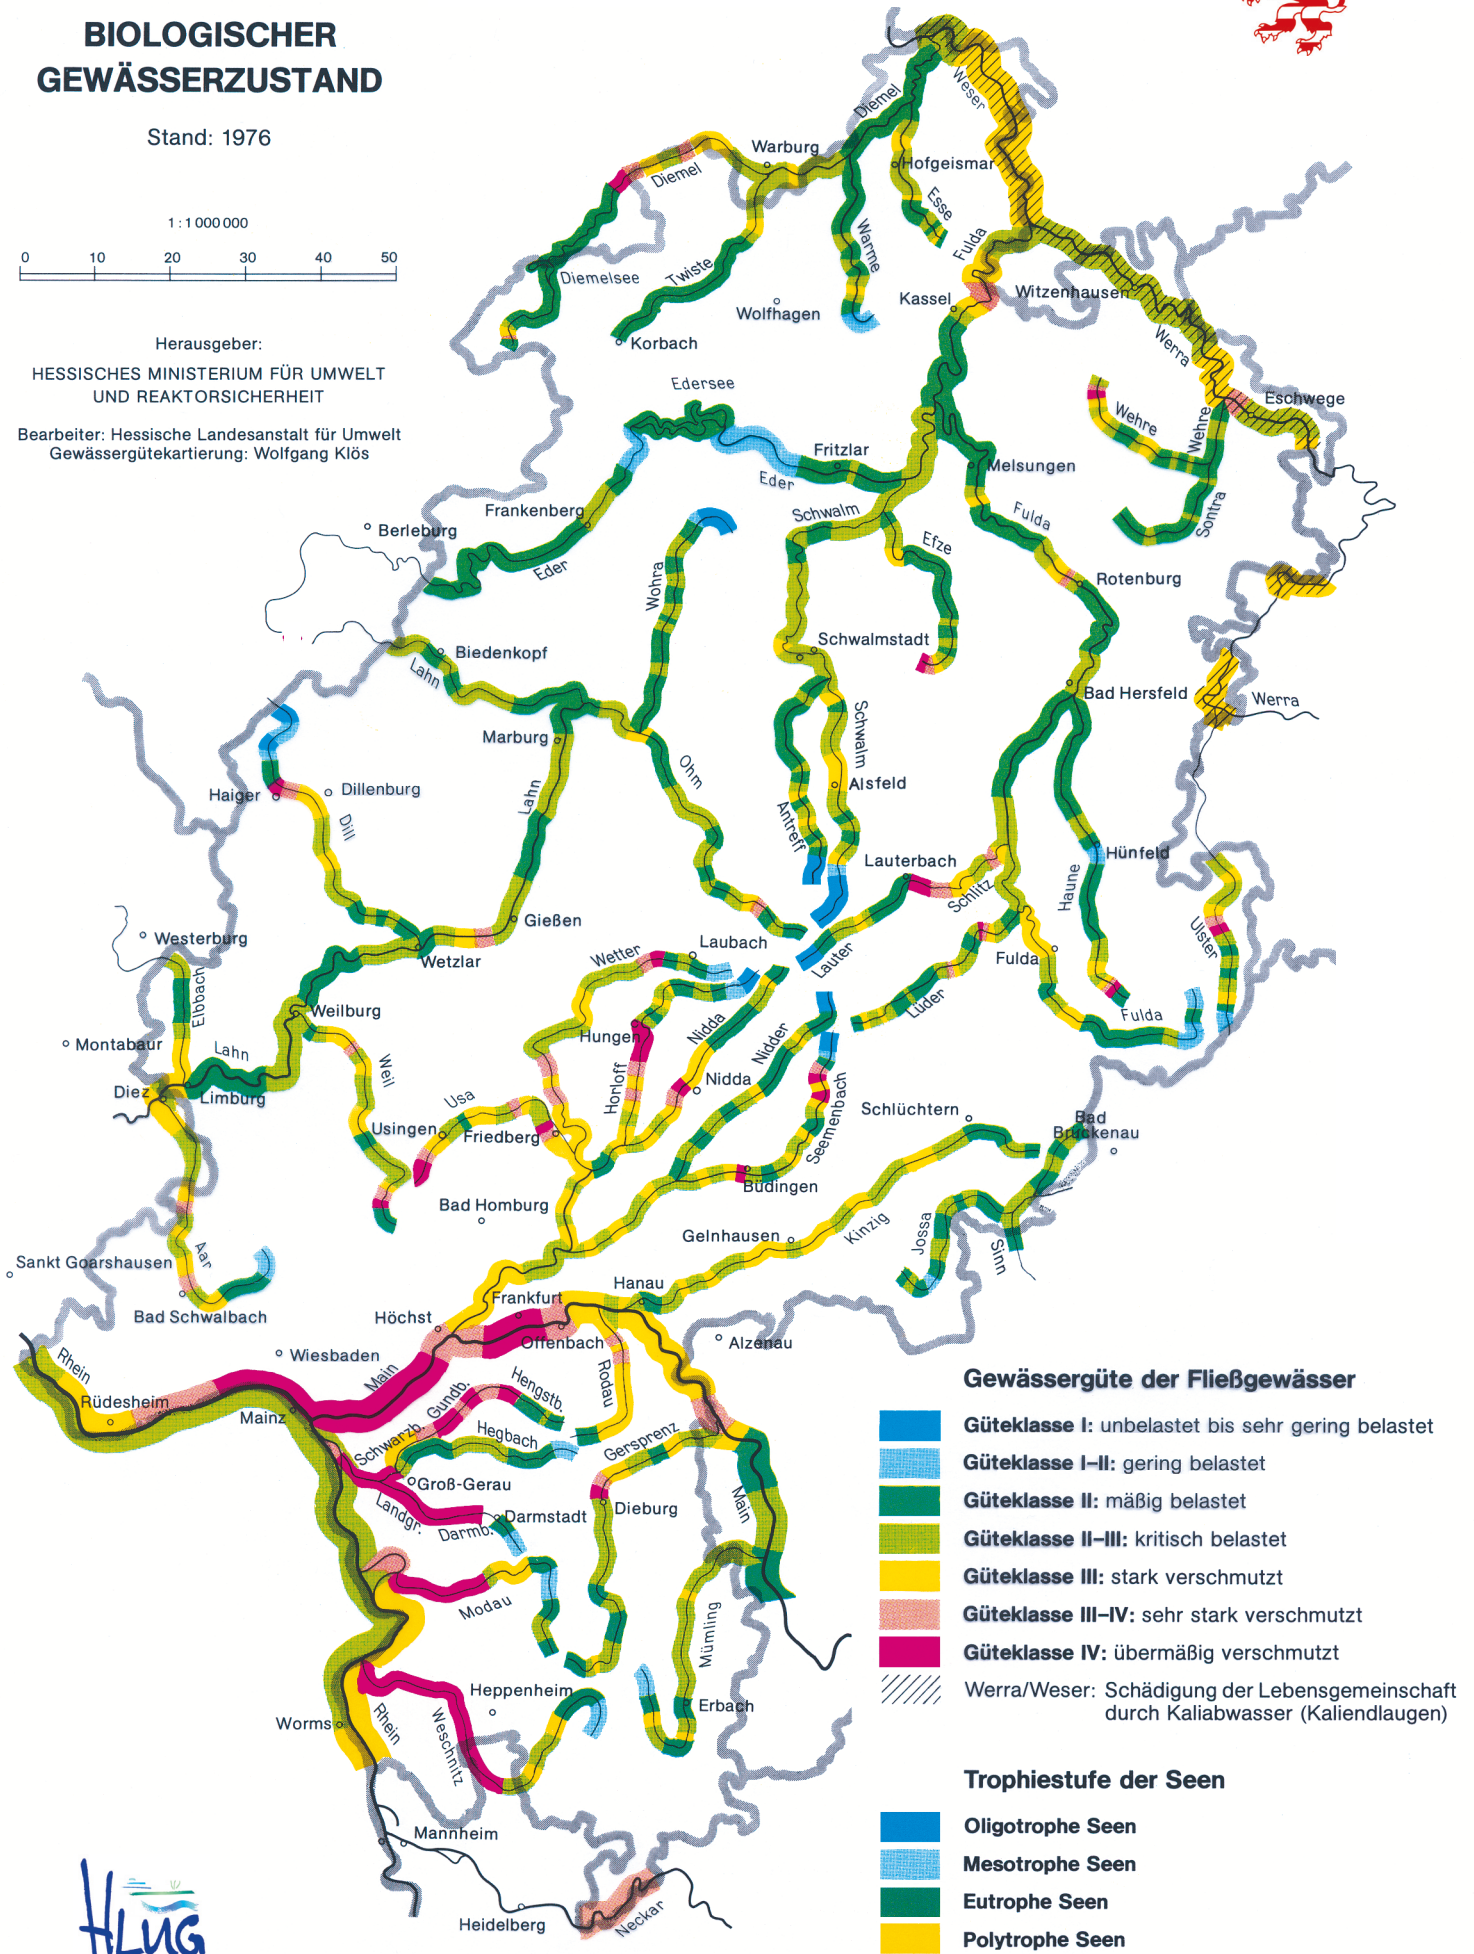 BIOLOGISCHER
GEWÄSSERZUSTAND
Stand: 1976
1:1 000 000
0 10 20 30 40 50
Herausgeber:
HESSISCHES MINISTERIUM FÜR UMWELT
UND REAKTORSICHERHEIT
Bearbeiter: Hessische Landesanstalt für Umwelt
Gewässergütekartierung: Wolfgang Klös
Weser
Diemel
Warburg
Hofgeismar
Diemel
Esse
Warme
Fulda
Diemelsee
Twiste
Wolfhagen
Kassel
Witzenhausen
Korbach
Werra
Edersee
Eschwege
Wehre
Wehre
Fritzlar
Melsungen
Eder
Frankenberg
Schwalm
Fulda
Sontra
Berleburg
Efze
Eder
Wohra
Rotenburg
Schwalmstadt
Biedenkopf
Lahn
Bad Hersfeld
Werra
Marburg
Schwalm
Ohm
Alsfeld
Haiger
Dillenburg
Lahn
Dill
Antreff
Lauterbach
Hünfeld
Schlitz
Haune
Gießen
Westerburg
Wetzlar
Wetter
Laubach
Lauter
Fulda
Ulster
Elbbach
Weilburg
Lüder
Fulda
Hungen
Nidda
Nidder
Montabaur
Lahn
Weil
Diez
Limburg
Usa
Horloff
Nidda
Seemenbach
Schlüchtern
Bad
Brückenau
Usingen
Friedberg
Büdingen
Bad Homburg
Gelnhausen
Kinzig
Jossa
Sinn
Sankt Goarshausen
Aar
Hanau
Bad Schwalbach
Höchst
Frankfurt
Offenbach
Alzenau
Wiesbaden
Rhein
Rüdesheim
Main
Mainz
Rodau
Hengstb.
Gundb.
Schwarzb.
Hegbach
Gersprenz
Groß-Gerau
Landgr.
Darmb.
Darmstadt
Dieburg
Main
Modau
Mümling
Heppenheim
Erbach
Worms
Rhein
Weschnitz
Mannheim
Heidelberg
Neckar
Gewässergüte der Fließgewässer
Güteklasse I: unbelastet bis sehr gering belastet
Güteklasse I–II: gering belastet
Güteklasse II: mäßig belastet
Güteklasse II–III: kritisch belastet
Güteklasse III: stark verschmutzt
Güteklasse III–IV: sehr stark verschmutzt
Güteklasse IV: übermäßig verschmutzt
Werra/Weser: Schädigung der Lebensgemeinschaft
durch Kaliabwasser (Kaliendlaugen)
Trophiestufe der Seen
Oligotrophe Seen
Mesotrophe Seen
Eutrophe Seen
Polytrophe Seen
HLUG